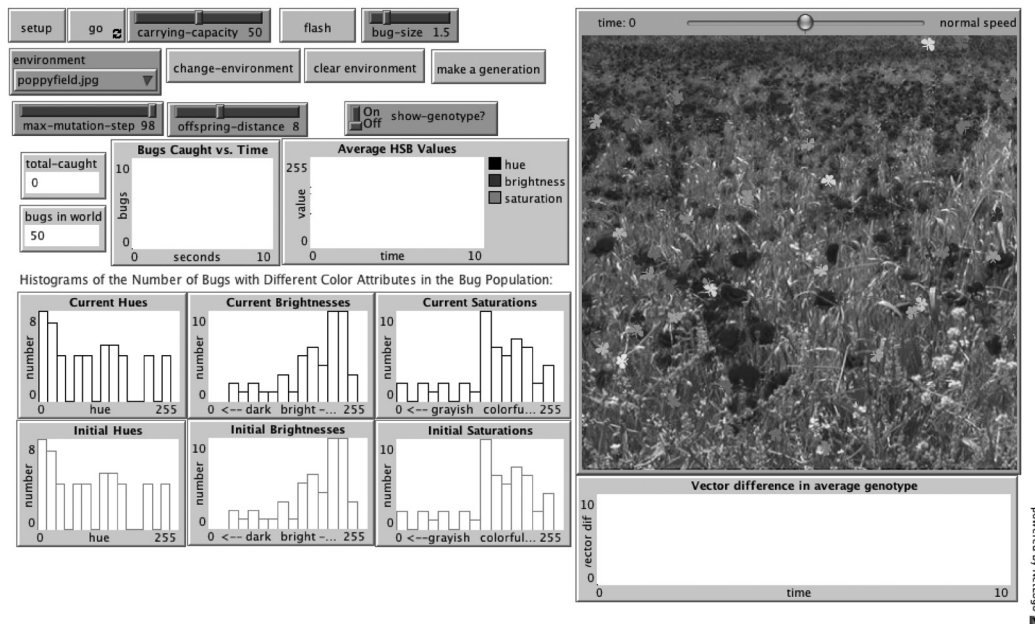 setup
go
carrying-capacity 50
flash
bug-size 1.5
time: 0
normal speed
environment
poppyfield.jpg
change-environment
clear environment
make a generation
max-mutation-step 98
offspring-distance 8
On
Off
show-genotype?
total-caught
0
bugs in world
50
Bugs Caught vs. Time
10
bugs
0
0 seconds 10
Average HSB Values
255
value
0
0 time 10
hue
brightness
saturation
Histograms of the Number of Bugs with Different Color Attributes in the Bug Population:
Current Hues
8
number
0
0 hue 255
Current Brightnesses
10
number
0
0 <-- dark bright -... 255
Current Saturations
10
number
0
0 <-- grayish colorfu... 255
Initial Hues
8
number
0
0 hue 255
Initial Brightnesses
10
number
0
0 <-- dark bright -... 255
Initial Saturations
10
number
0
0 <--grayish colorful... 255
Vector difference in average genotype
10
vector dif
0
0 time 10